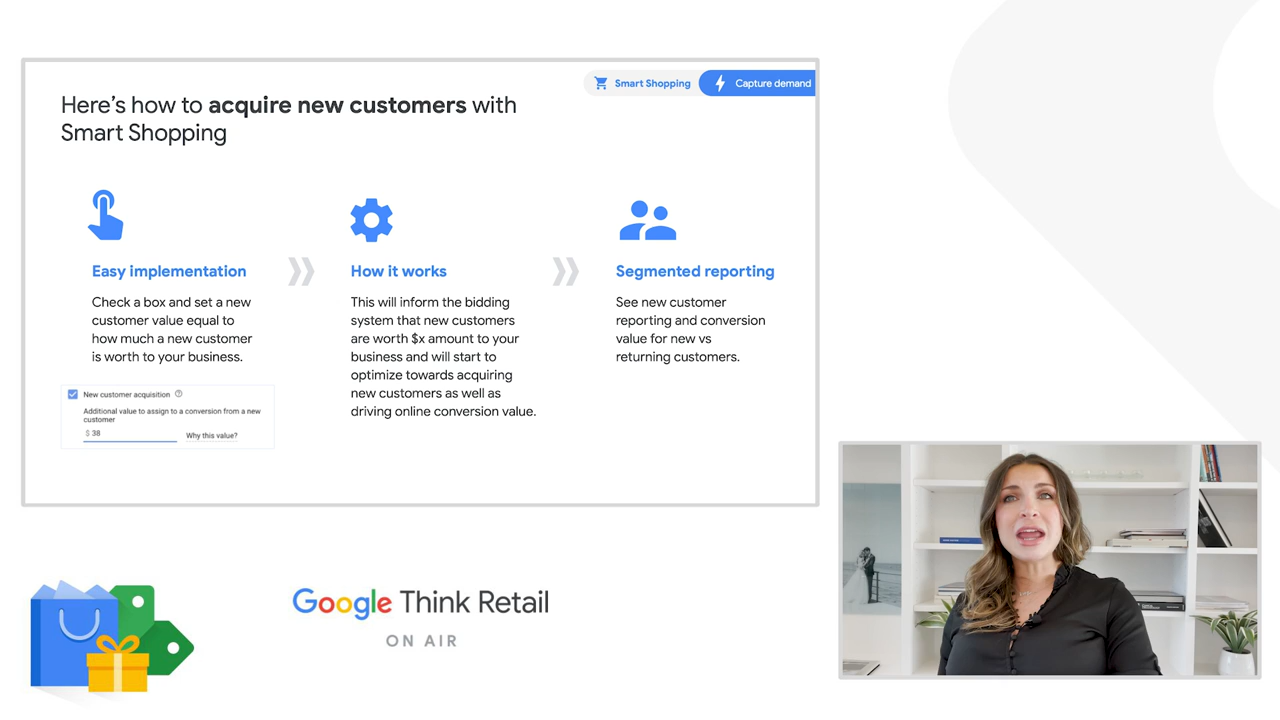 Smart Shopping
Capture demand
Here's how to acquire new customers with
Smart Shopping
Easy implementation
Check a box and set a new
customer value equal to
how much a new customer
is worth to your business.
New customer acquisition
Additional value to assign to a conversion from a new
customer
$ 38
Why this value?
How it works
This will inform the bidding
system that new customers
are worth $x amount to your
business and will start to
optimize towards acquiring
new customers as well as
driving online conversion value.
Segmented reporting
See new customer
reporting and conversion
value for new vs
returning customers.
Google Think Retail
ON AIR